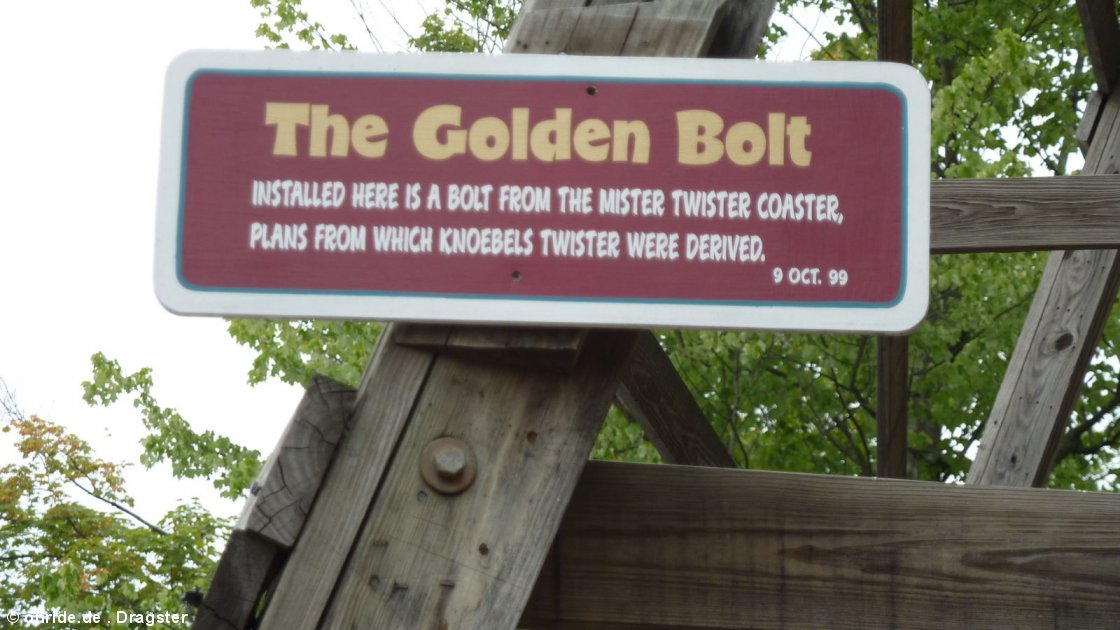 The Golden Bolt
INSTALLED HERE IS A BOLT FROM THE MISTER TWISTER COASTER,
PLANS FROM WHICH KNOEBELS TWISTER WERE DERIVED.
9 OCT. 99
© onride.de . Dragster